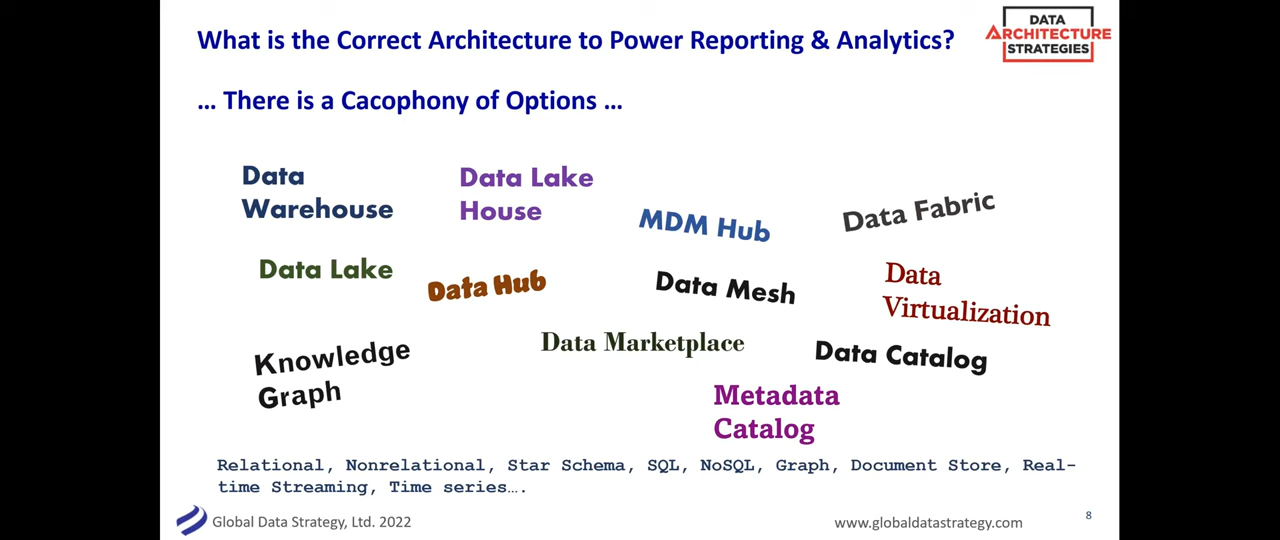 What is the Correct Architecture to Power Reporting & Analytics?
DATA
ARCHITECTURE
STRATEGIES
… There is a Cacophony of Options …
Data
Warehouse
Data Lake
House
MDM Hub
Data Fabric
Data Lake
Data Hub
Data Mesh
Data
Virtualization
Knowledge
Graph
Data Marketplace
Data Catalog
Metadata
Catalog
Relational, Nonrelational, Star Schema, SQL, NoSQL, Graph, Document Store, Real-
time Streaming, Time series….
Global Data Strategy, Ltd. 2022
www.globaldatastrategy.com
8